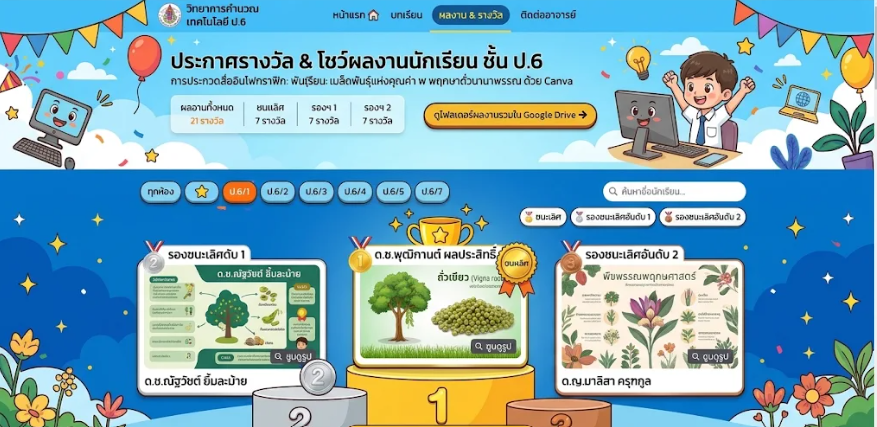 วิทยาการคำนวณ
เทคโนโลยี ป.6
หน้าแรก
บทเรียน
ผลงาน & รางวัล
ติดต่ออาจารย์
ประกาศรางวัล & โชว์ผลงานนักเรียน ชั้น ป.6
การประกวดสื่ออินโฟกราฟิก: พันธุ์เรียน: เมล็ดพันธุ์แห่งคุณค่า พ พฤกษาถั่วนานาพรรณ ด้วย Canva
21 รางวัล
ชนะเลิศ
7 รางวัล
รองฯ 1
7 รางวัล
รองฯ 2
7 รางวัล
ดูโฟลเดอร์ผลงานรวมใน Google Drive →
ทุกห้อง
ป.6/1
ป.6/2
ป.6/3
ป.6/4
ป.6/5
ป.6/7
ค้นหาชื่อนักเรียน...
ชนะเลิศ
รองชนะเลิศอันดับ 1
รองชนะเลิศอันดับ 2
2
รองชนะเลิศดับ 1
ด.ช.ณัฐวัชต์ ยิ้มละม้าย
ซูมดูรูป
ด.ช.ณัฐวัชต์ ยิ้มละม้าย
2
2
1
ด.ช.พุฒิกานต์ ผลประสิทธิ์
ชนะเลิศ
ถั่วเขียว
ซูมดูรูป
1
3
รองชนะเลิศอันดับ 2
พืชพรรณพฤกษศาสตร์
ซูมดูรูป
ด.ญ.มาลิสา ครุฑกูล